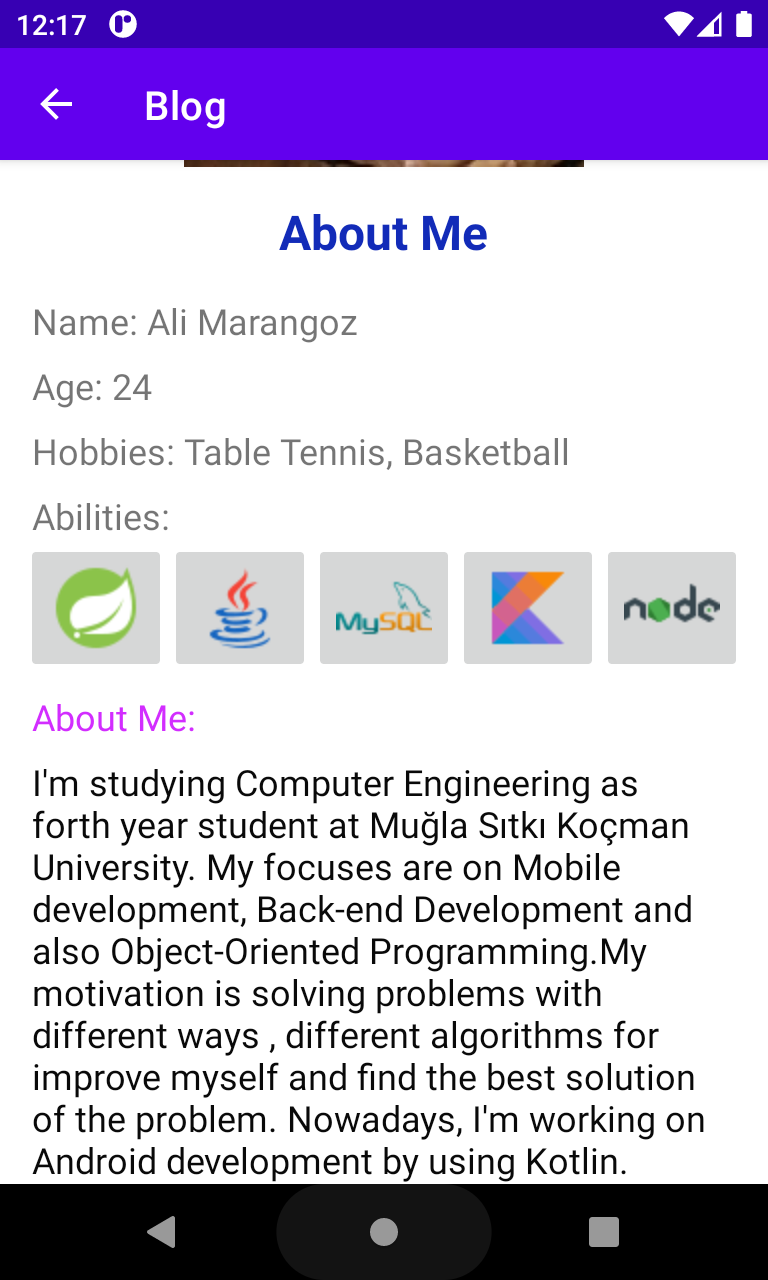 12:17
Blog
About Me
Name: Ali Marangoz
Age: 24
Hobbies: Table Tennis, Basketball
Abilities:
MySQL
node
About Me:
I'm studying Computer Engineering as
forth year student at Muğla Sıtkı Koçman
University. My focuses are on Mobile
development, Back-end Development and
also Object-Oriented Programming.My
motivation is solving problems with
different ways , different algorithms for
improve myself and find the best solution
of the problem. Nowadays, I'm working on
Android development by using Kotlin.